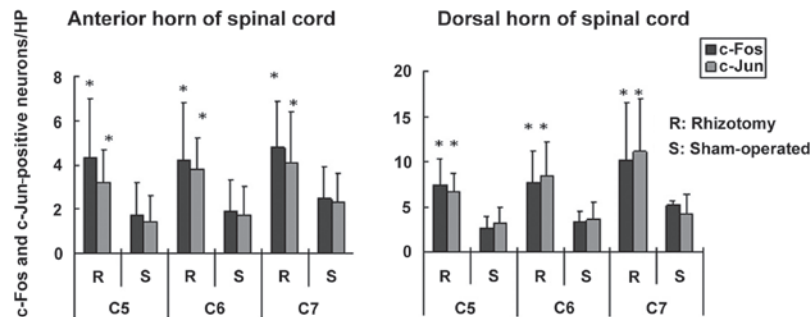 Anterior horn of spinal cord
Dorsal horn of spinal cord
c-Fos and c-Jun-positive neurons/HP
8
6
4
2
0
* * * * * *
R S R S R S
C5 C6 C7
20
15
10
5
0
* * * * * *
R S R S R S
C5 C6 C7
c-Fos
c-Jun
R: Rhizotomy
S: Sham-operated